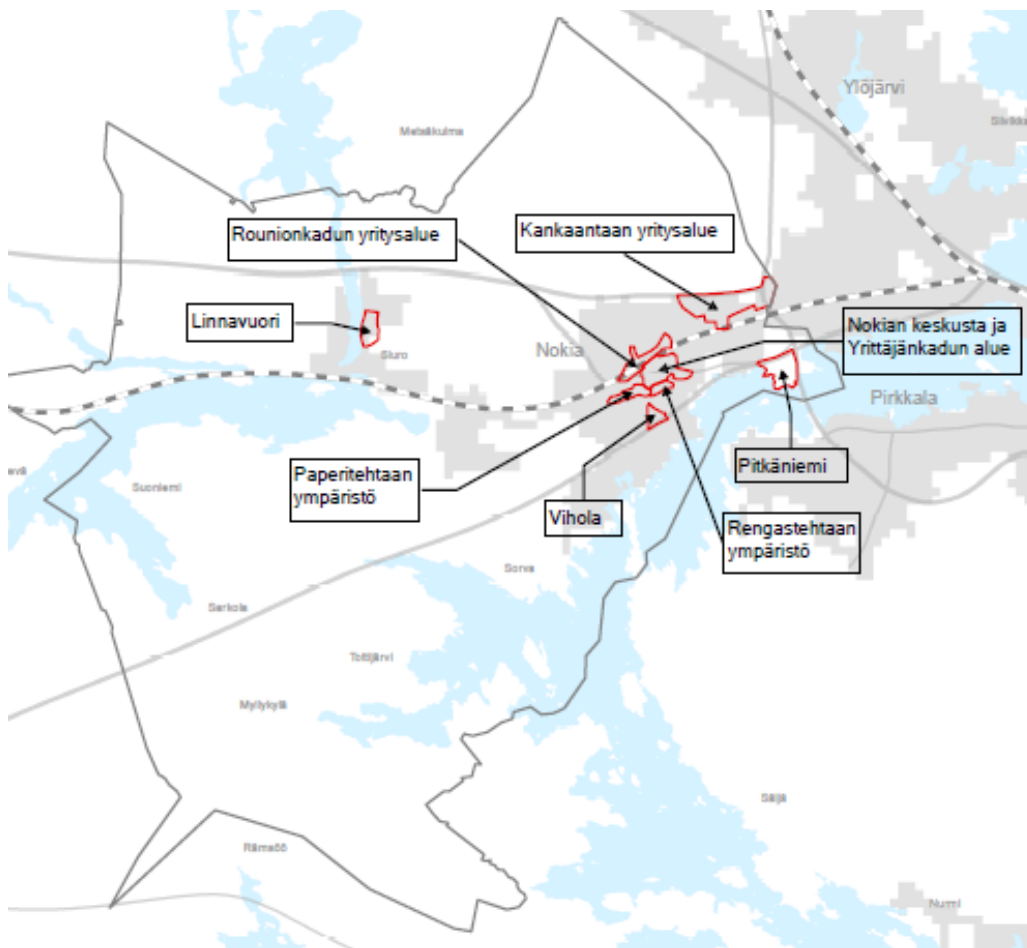 Ylöjärvi
Metsäkulma
Rounionkadun yritysalue
Kankaantaan yritysalue
Linnavuori
Siuro
Nokia
Nokian keskusta ja
Yrittäjänkadun alue
Pirkkala
Paperitehtaan
ympäristö
Suoniemi
Vihola
Pitkäniemi
Rengastehtaan
ympäristö
Sorva
Sarkola
Tottijärvi
Myllykylä
Säijä
Rämsöö
Nurmi